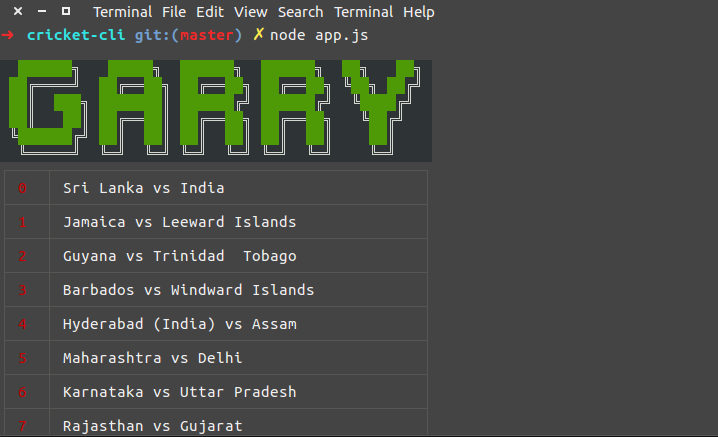 Terminal File Edit View Search Terminal Help
→ cricket-cli git:(master) ✗ node app.js
GARRY
0 Sri Lanka vs India
1 Jamaica vs Leeward Islands
2 Guyana vs Trinidad  Tobago
3 Barbados vs Windward Islands
4 Hyderabad (India) vs Assam
5 Maharashtra vs Delhi
6 Karnataka vs Uttar Pradesh
7 Rajasthan vs Gujarat